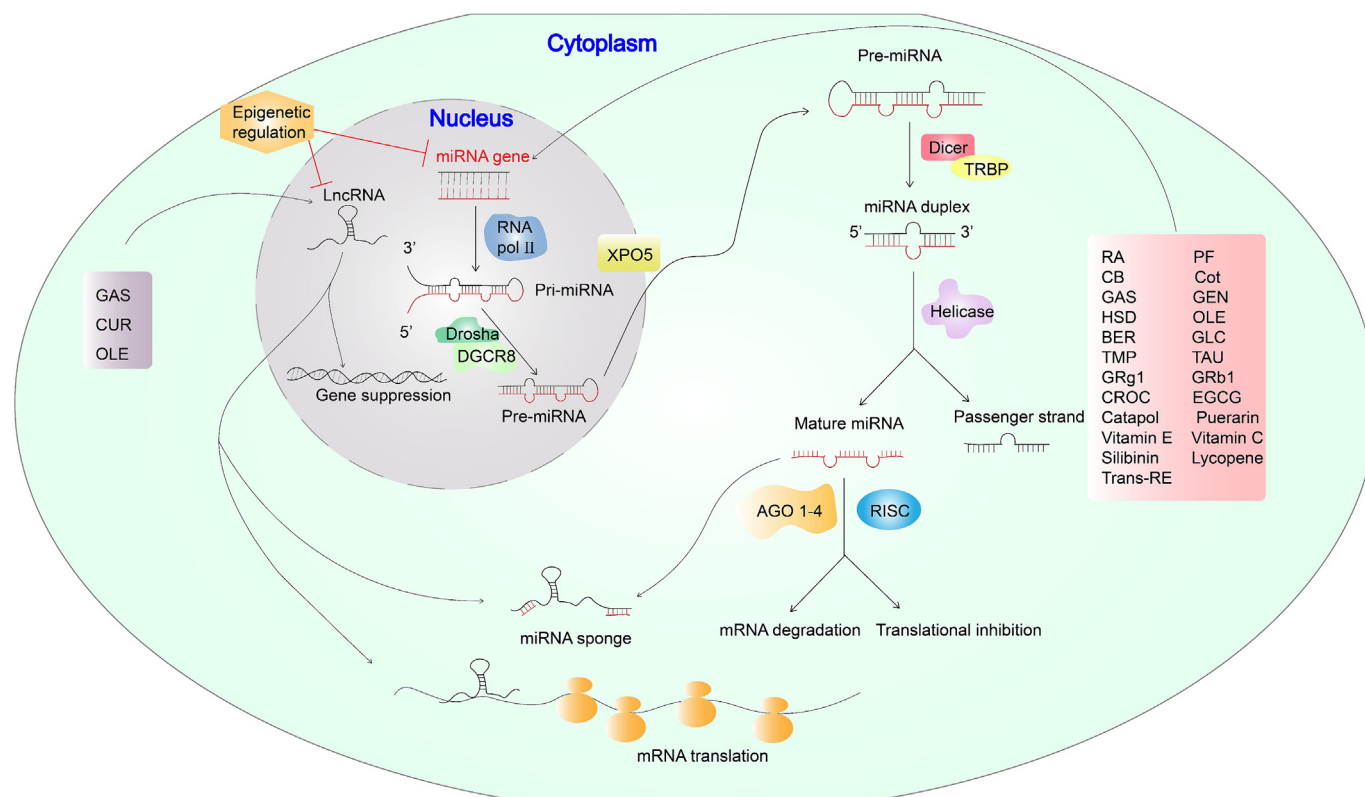 Cytoplasm
Epigenetic
regulation
Nucleus
miRNA gene
LncRNA
RNA
pol II
3’
Pri-miRNA
5’
Drosha
DGCR8
XPO5
Gene suppression
Pre-miRNA
GAS
CUR
OLE
Pre-miRNA
Dicer
TRBP
miRNA duplex
5’ 3’
Helicase
Mature miRNA
Passenger strand
AGO 1-4
RISC
mRNA degradation
Translational inhibition
miRNA sponge
mRNA translation
RA PF
CB Cot
GAS GEN
HSD OLE
BER GLC
TMP TAU
GRg1 GRb1
CROC EGCG
Catapol Puerarin
Vitamin E Vitamin C
Silibinin Lycopene
Trans-RE